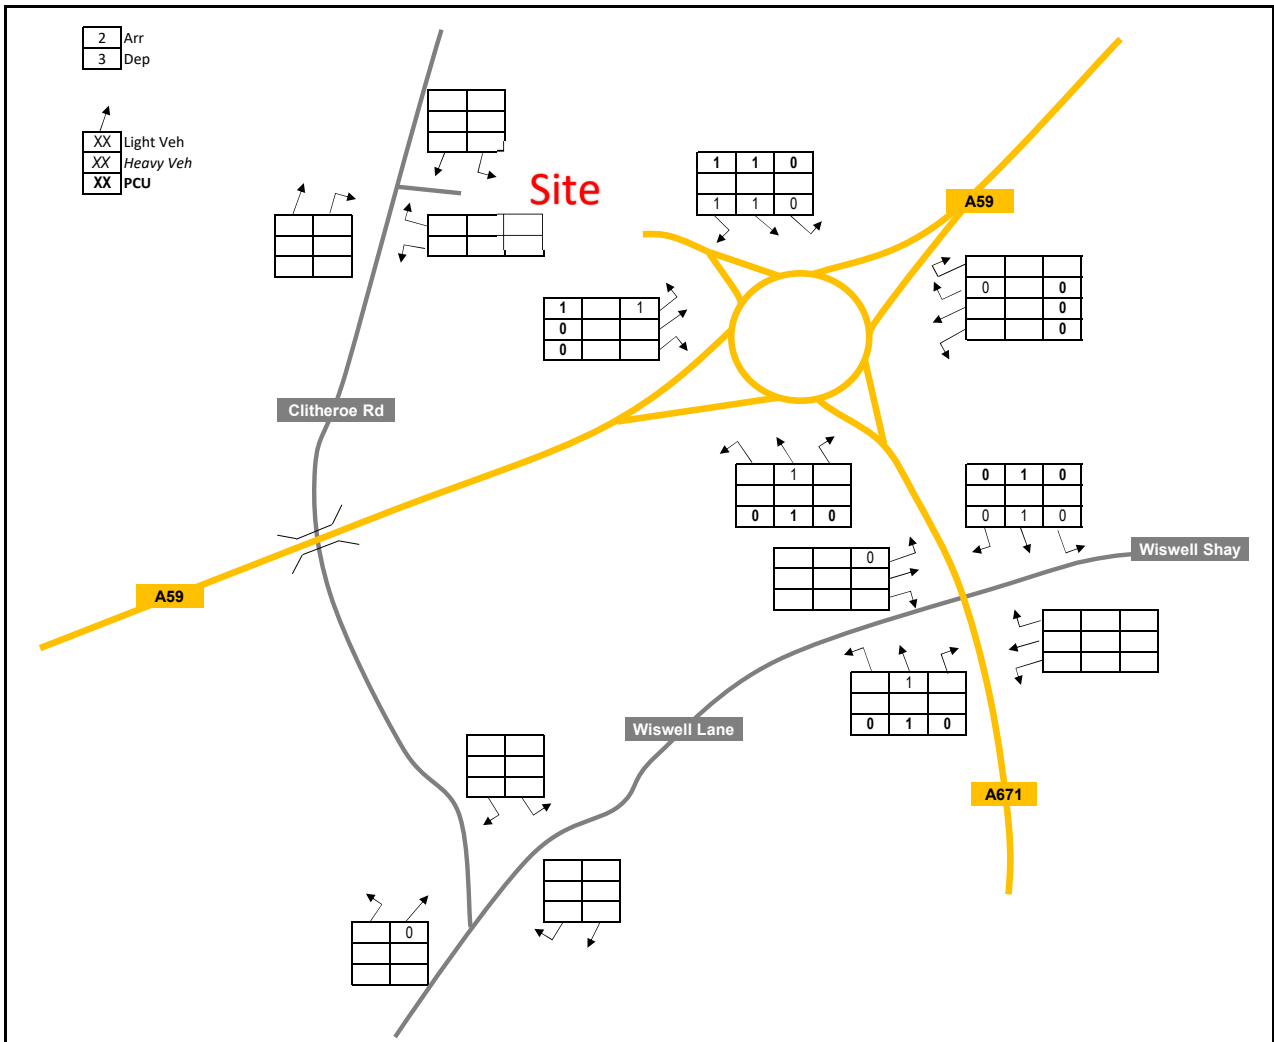 2 Arr
3 Dep
XX Light Veh
XX Heavy Veh
XX PCU
Site
1 1 0
1 1 0
A59
0 0
0
0
1 1
0
0
Clitheroe Rd
1
0 1 0
0 1 0
0 1 0
Wiswell Shay
0
A59
1
0 1 0
Wiswell Lane
A671
0